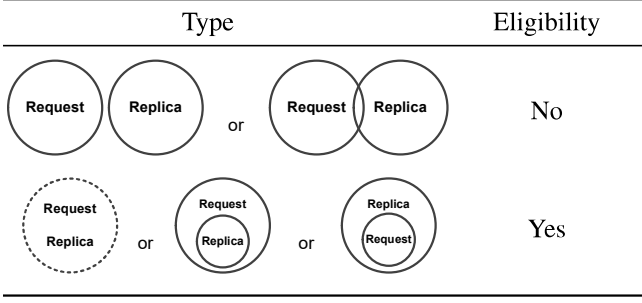 Type Eligibility
Request Replica or Request Replica No
Request Replica or Request Replica or Replica Request Yes